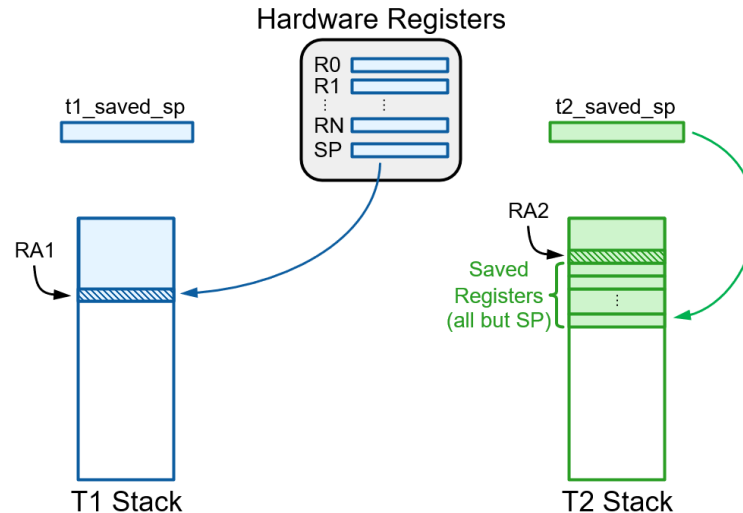 Hardware Registers
R0
R1
⋮
⋮
RN
SP
t1_saved_sp
t2_saved_sp
RA1
RA2
Saved
Registers
(all but SP)
⋮
T1 Stack
T2 Stack